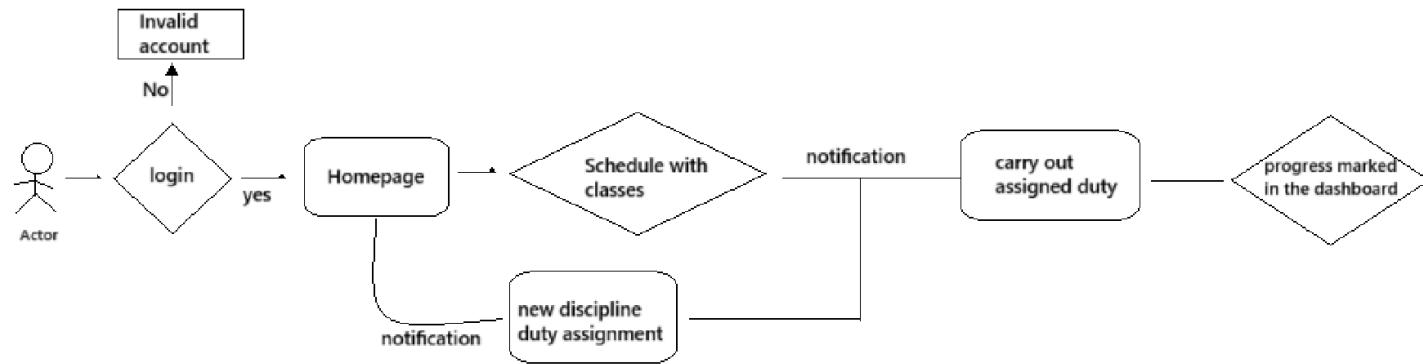 Invalid
account
No
login
yes
Actor
Homepage
Schedule with
classes
notification
new discipline
duty assignment
notification
carry out
assigned duty
progress marked
in the dashboard